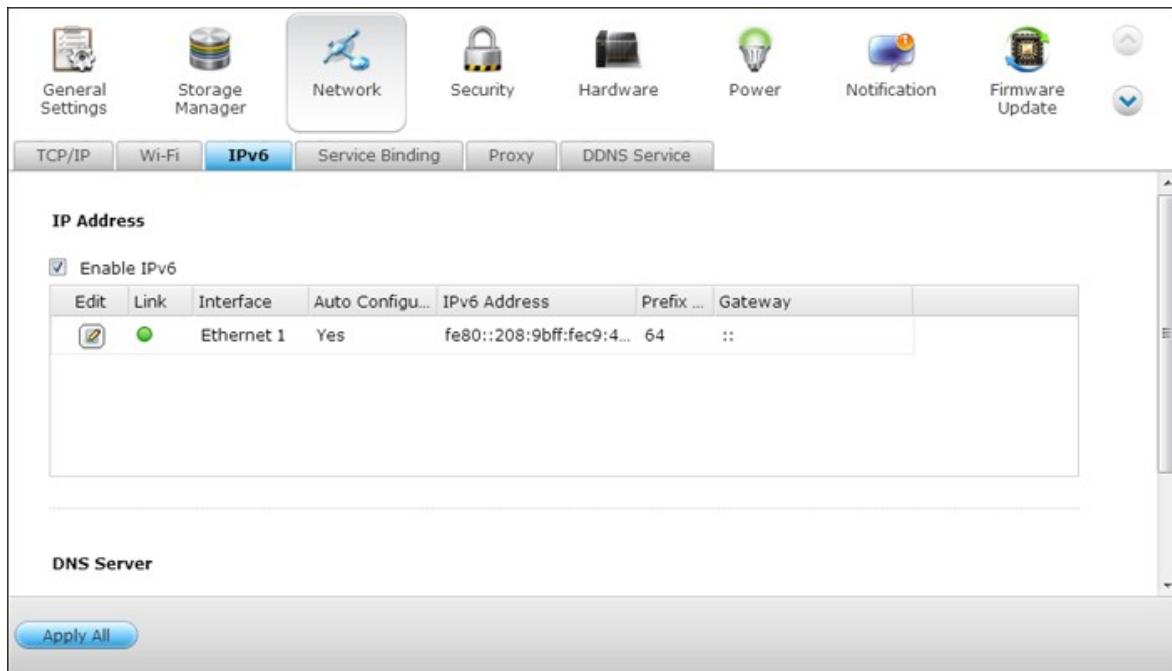 General Settings
Storage Manager
Network
Security
Hardware
Power
Notification
Firmware Update
TCP/IP
Wi-Fi
IPv6
Service Binding
Proxy
DDNS Service
IP Address
Enable IPv6
Edit Link Interface Auto Configu... IPv6 Address Prefix ... Gateway
Ethernet 1 Yes fe80::208:9bff:fec9:4... 64 ::
DNS Server
Apply All